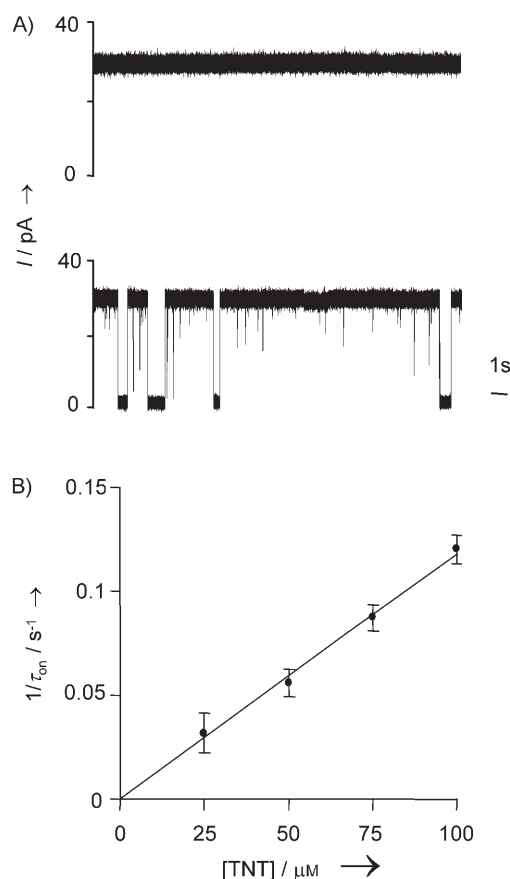 A)
40
0
I / pA →
40
0
1s
B)
0.15
0.1
0.05
0
1/τon / s-1 →
0
25
50
75
100
[TNT] / μM →